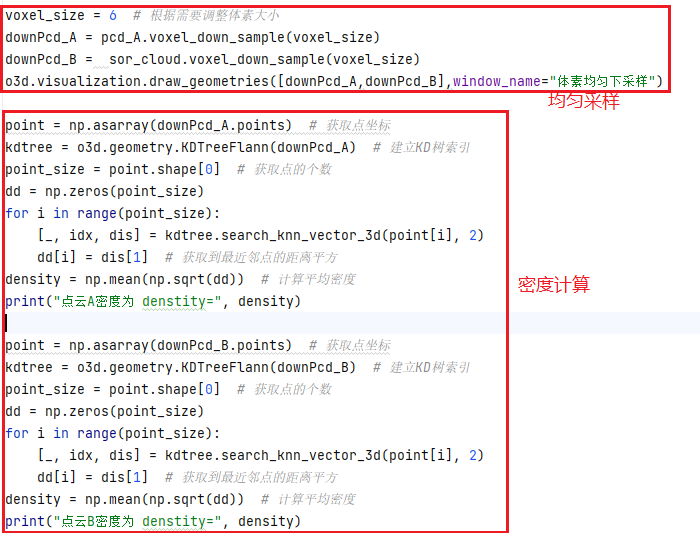 voxel_size = 6  # 根据需要调整体素大小
downPcd_A = pcd_A.voxel_down_sample(voxel_size)
downPcd_B =  sor_cloud.voxel_down_sample(voxel_size)
o3d.visualization.draw_geometries([downPcd_A,downPcd_B],window_name="体素均匀下采样")
均匀采样
point = np.asarray(downPcd_A.points)  # 获取点坐标
kdtree = o3d.geometry.KDTreeFlann(downPcd_A)  # 建立KD树索引
point_size = point.shape[0]  # 获取点的个数
dd = np.zeros(point_size)
for i in range(point_size):
    [_, idx, dis] = kdtree.search_knn_vector_3d(point[i], 2)
    dd[i] = dis[1]  # 获取到最近邻点的距离平方
density = np.mean(np.sqrt(dd))  # 计算平均密度
密度计算
print("点云A密度为 denstity=", density)
point = np.asarray(downPcd_B.points)  # 获取点坐标
kdtree = o3d.geometry.KDTreeFlann(downPcd_B)  # 建立KD树索引
point_size = point.shape[0]  # 获取点的个数
dd = np.zeros(point_size)
for i in range(point_size):
    [_, idx, dis] = kdtree.search_knn_vector_3d(point[i], 2)
    dd[i] = dis[1]  # 获取到最近邻点的距离平方
density = np.mean(np.sqrt(dd))  # 计算平均密度
print("点云B密度为 denstity=", density)